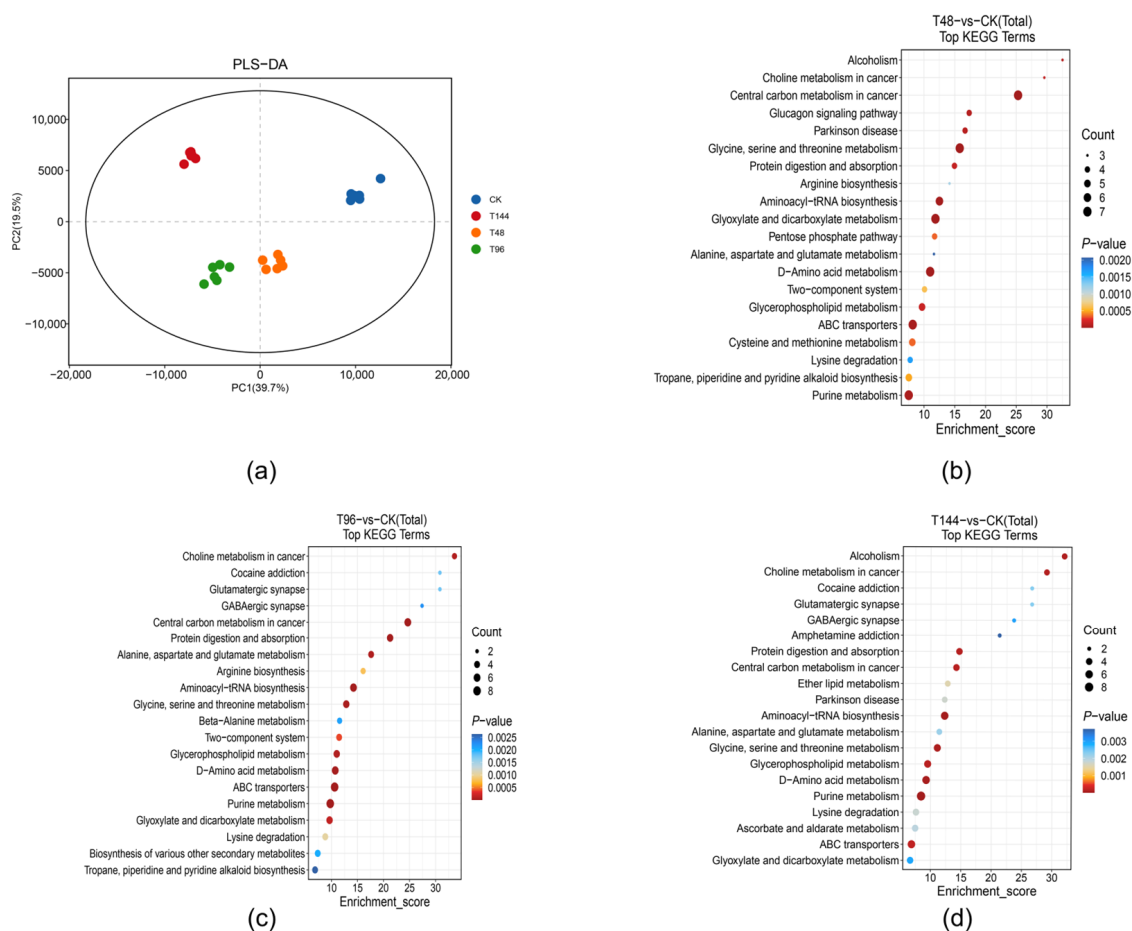 PLS-DA
10,000
5000
0
−5000
−10,000
PC2(19.5%)
−20,000
−10,000
0
10,000
20,000
PC1(39.7%)
CK
T144
T48
T96
(a)
T48-vs-CK(Total)
Top KEGG Terms
Alcoholism
Choline metabolism in cancer
Central carbon metabolism in cancer
Glucagon signaling pathway
Parkinson disease
Glycine, serine and threonine metabolism
Protein digestion and absorption
Arginine biosynthesis
Aminoacyl-tRNA biosynthesis
Glyoxylate and dicarboxylate metabolism
Pentose phosphate pathway
Alanine, aspartate and glutamate metabolism
D-Amino acid metabolism
Two-component system
Glycerophospholipid metabolism
ABC transporters
Cysteine and methionine metabolism
Lysine degradation
Tropane, piperidine and pyridine alkaloid biosynthesis
Purine metabolism
10 15 20 25 30
Enrichment_score
Count
3
4
5
6
7
P-value
0.0020
0.0015
0.0010
0.0005
(b)
T96-vs-CK(Total)
Top KEGG Terms
Choline metabolism in cancer
Cocaine addiction
Glutamatergic synapse
GABAergic synapse
Central carbon metabolism in cancer
Protein digestion and absorption
Alanine, aspartate and glutamate metabolism
Arginine biosynthesis
Aminoacyl-tRNA biosynthesis
Glycine, serine and threonine metabolism
Beta-Alanine metabolism
Two-component system
Glycerophospholipid metabolism
D-Amino acid metabolism
ABC transporters
Purine metabolism
Glyoxylate and dicarboxylate metabolism
Lysine degradation
Biosynthesis of various other secondary metabolites
Tropane, piperidine and pyridine alkaloid biosynthesis
10 15 20 25 30
Enrichment_score
Count
2
4
6
8
P-value
0.0025
0.0020
0.0015
0.0010
0.0005
(c)
T144-vs-CK(Total)
Top KEGG Terms
Alcoholism
Choline metabolism in cancer
Cocaine addiction
Glutamatergic synapse
GABAergic synapse
Amphetamine addiction
Protein digestion and absorption
Central carbon metabolism in cancer
Ether lipid metabolism
Parkinson disease
Aminoacyl-tRNA biosynthesis
Alanine, aspartate and glutamate metabolism
Glycine, serine and threonine metabolism
Glycerophospholipid metabolism
D-Amino acid metabolism
Purine metabolism
Lysine degradation
Ascorbate and aldarate metabolism
ABC transporters
Glyoxylate and dicarboxylate metabolism
10 15 20 25 30
Enrichment_score
Count
2
4
6
8
P-value
0.003
0.002
0.001
(d)